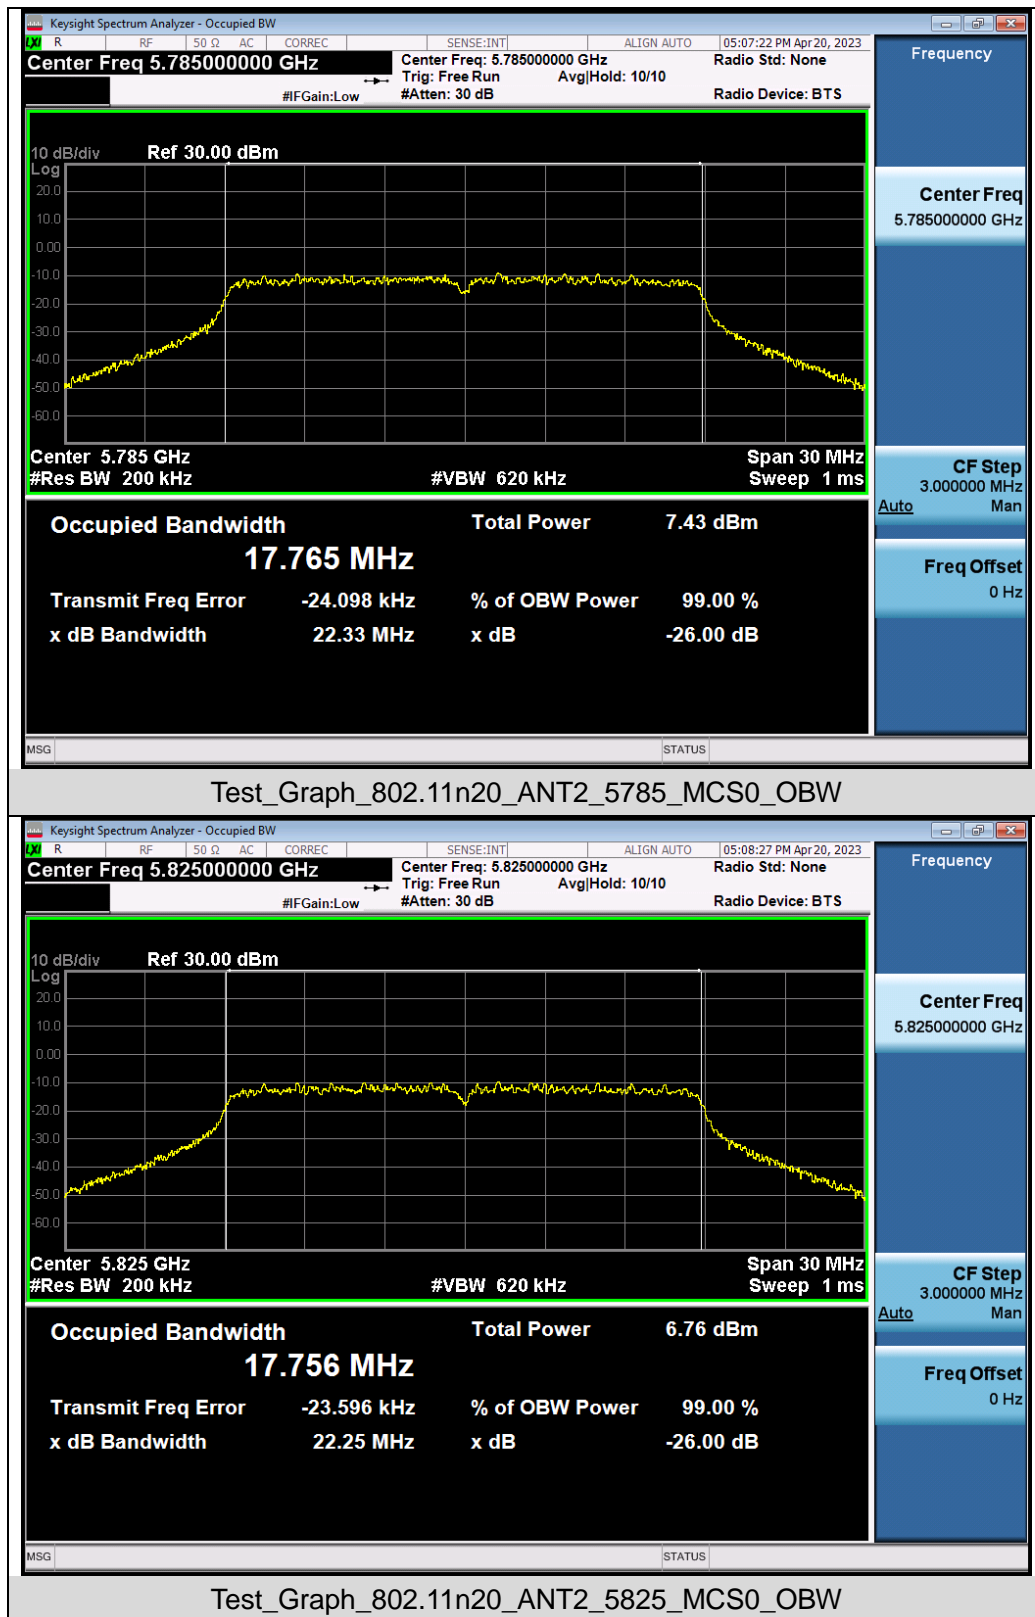 Keysight Spectrum Analyzer - Occupied BW
LXI R RF 50 Ω AC CORREC SENSE:INT ALIGN AUTO 05:07:22 PM Apr 20, 2023
Center Freq 5.785000000 GHz Center Freq: 5.785000000 GHz Radio Std: None
Trig: Free Run Avg|Hold: 10/10
#IFGain:Low #Atten: 30 dB Radio Device: BTS
10 dB/div Ref 30.00 dBm
Log
20.0
10.0
0.00
-10.0
-20.0
-30.0
-40.0
-50.0
-60.0
Center 5.785 GHz Span 30 MHz
#Res BW 200 kHz #VBW 620 kHz Sweep 1 ms
Occupied Bandwidth Total Power 7.43 dBm
17.765 MHz
Transmit Freq Error -24.098 kHz % of OBW Power 99.00 %
x dB Bandwidth 22.33 MHz x dB -26.00 dB
MSG STATUS
Frequency
Center Freq
5.785000000 GHz
CF Step
3.000000 MHz
Auto Man
Freq Offset
0 Hz
Test_Graph_802.11n20_ANT2_5785_MCS0_OBW
Keysight Spectrum Analyzer - Occupied BW
LXI R RF 50 Ω AC CORREC SENSE:INT ALIGN AUTO 05:08:27 PM Apr 20, 2023
Center Freq 5.825000000 GHz Center Freq: 5.825000000 GHz Radio Std: None
Trig: Free Run Avg|Hold: 10/10
#IFGain:Low #Atten: 30 dB Radio Device: BTS
10 dB/div Ref 30.00 dBm
Log
20.0
10.0
0.00
-10.0
-20.0
-30.0
-40.0
-50.0
-60.0
Center 5.825 GHz Span 30 MHz
#Res BW 200 kHz #VBW 620 kHz Sweep 1 ms
Occupied Bandwidth Total Power 6.76 dBm
17.756 MHz
Transmit Freq Error -23.596 kHz % of OBW Power 99.00 %
x dB Bandwidth 22.25 MHz x dB -26.00 dB
MSG STATUS
Frequency
Center Freq
5.825000000 GHz
CF Step
3.000000 MHz
Auto Man
Freq Offset
0 Hz
Test_Graph_802.11n20_ANT2_5825_MCS0_OBW